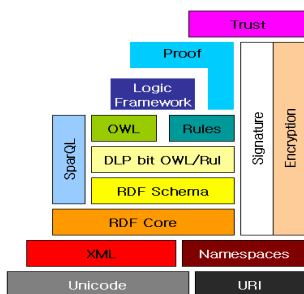 Trust
Proof
Logic
Framework
OWL
Rules
SparQL
DLP bit OWL/Rul
RDF Schema
RDF Core
Signature
Encryption
XML
Namespaces
Unicode
URI